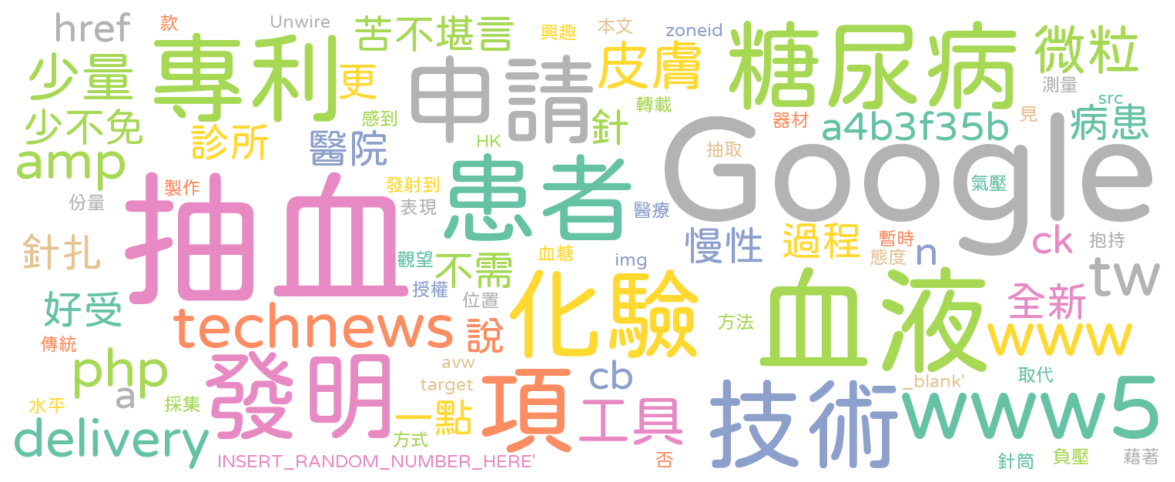 href
款
Unwire
苦不堪言
興趣
本文
zoneid
糖尿病
微粒
少量
專利
更
申請
皮膚
測量
轉載
src
少不免
感到
針
器材
a4b3f35b
見
病患
診所
醫院
HK
抽取
Google
amp
製作
發射到
患者
氣壓
份量
抽血
表現
醫療
慢性
過程
暫時
ck
抱持
針扎
觀望
不需
血糖
img
態度
n
tw
好受
授權
位置
化驗
血液
全新
technews
說
方法
www
傳統
php
發明
avw
target
項
cb
技術
_blank'
取代
www5
水平
a
採集
一點
工具
delivery
方式
INSERT_RANDOM_NUMBER_HERE'
否
針筒
負壓
藉著